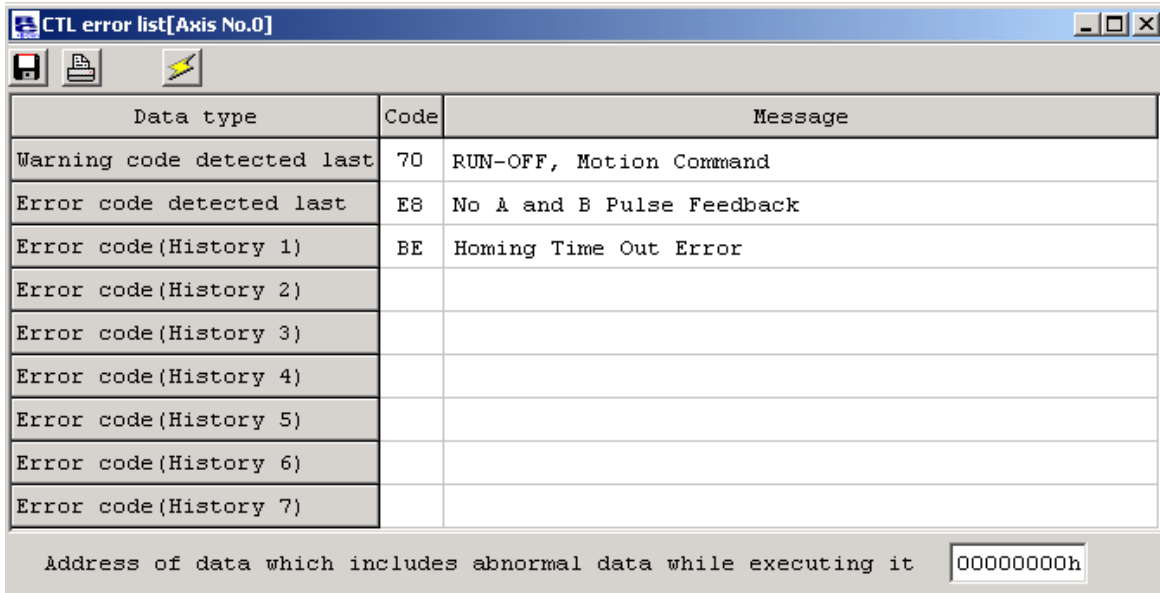 CTL error list[Axis No.0]
Data type Code Message
Warning code detected last 70 RUN-OFF, Motion Command
Error code detected last E8 No A and B Pulse Feedback
Error code(History 1) BE Homing Time Out Error
Error code(History 2)
Error code(History 3)
Error code(History 4)
Error code(History 5)
Error code(History 6)
Error code(History 7)
Address of data which includes abnormal data while executing it 00000000h